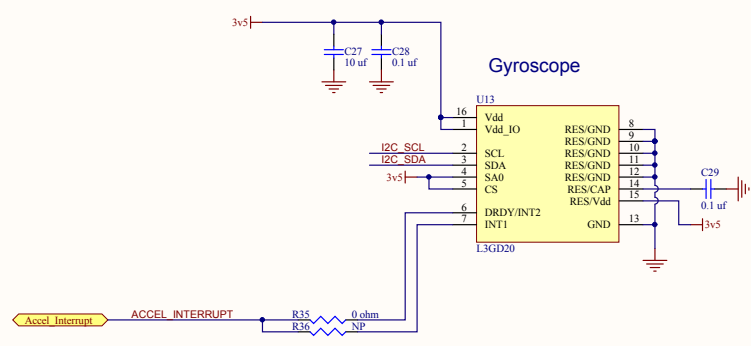 3v5
C27
10 uf
C28
0.1 uf
Gyroscope
U13
16 Vdd
1 Vdd_IO
I2C_SCL 2 SCL
I2C_SDA 3 SDA
3v5 4 SA0
5 CS
6 DRDY/INT2
7 INT1
RES/GND 8
RES/GND 9
RES/GND 10
RES/GND 11
RES/GND 12
RES/CAP 14
RES/Vdd 15
GND 13
C29
0.1 uf
3v5
L3GD20
Accel_Interrupt
ACCEL_INTERRUPT
R35 0 ohm
R36 NP